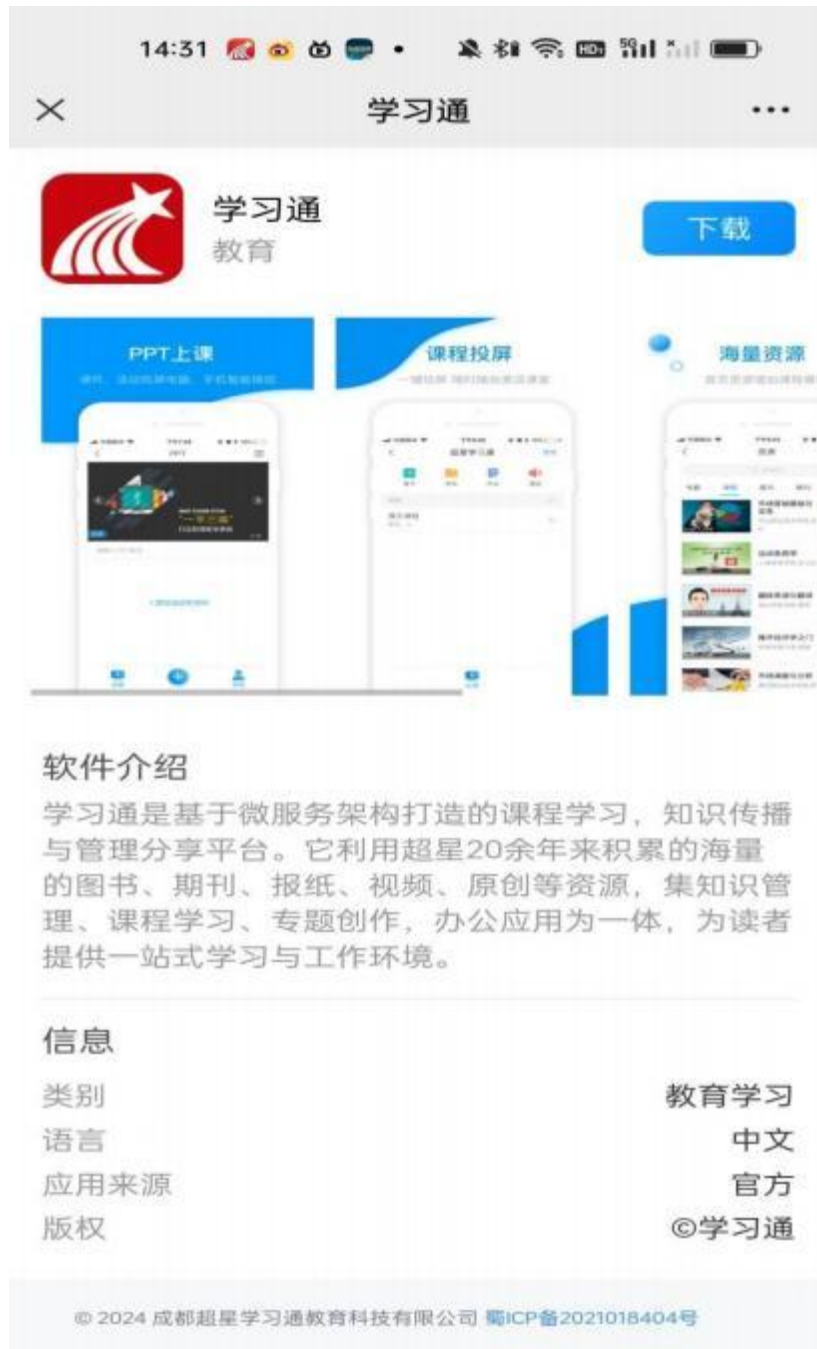 14:31
学习通
学习通
教育
下载
PPT上课
课程投屏
海量资源
PPT
软件介绍
学习通是基于微服务架构打造的课程学习，知识传播
与管理分享平台。它利用超星20余年来积累的海量
的图书、期刊、报纸、视频、原创等资源，集知识管
理、课程学习、专题创作，办公应用为一体，为读者
提供一站式学习与工作环境。
信息
类别 教育学习
语言 中文
应用来源 官方
版权 ©学习通
© 2024 成都超星学习通教育科技有限公司 蜀ICP备2021018404号